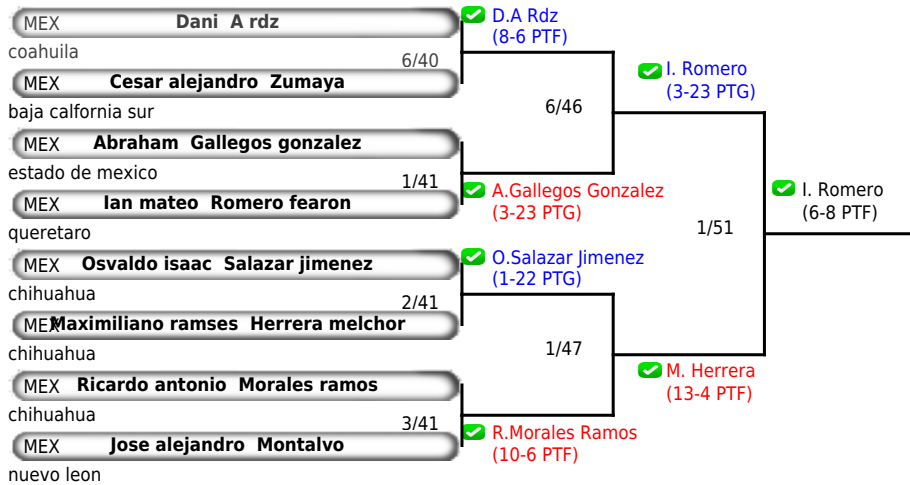 MEX Dani A rdz
coahuila
6/40
MEX Cesar alejandro Zumaya
baja calfornia sur
MEX Abraham Gallegos gonzalez
estado de mexico
1/41
MEX Ian mateo Romero fearon
queretaro
MEX Osvaldo isaac Salazar jimenez
chihuahua
2/41
MEX Maximiliano ramses Herrera melchor
chihuahua
MEX Ricardo antonio Morales ramos
chihuahua
3/41
MEX Jose alejandro Montalvo
nuevo leon
D.A Rdz
(8-6 PTF)
6/46
A.Gallegos Gonzalez
(3-23 PTG)
O.Salazar Jimenez
(1-22 PTG)
1/47
R.Morales Ramos
(10-6 PTF)
I. Romero
(3-23 PTG)
1/51
M. Herrera
(13-4 PTF)
I. Romero
(6-8 PTF)